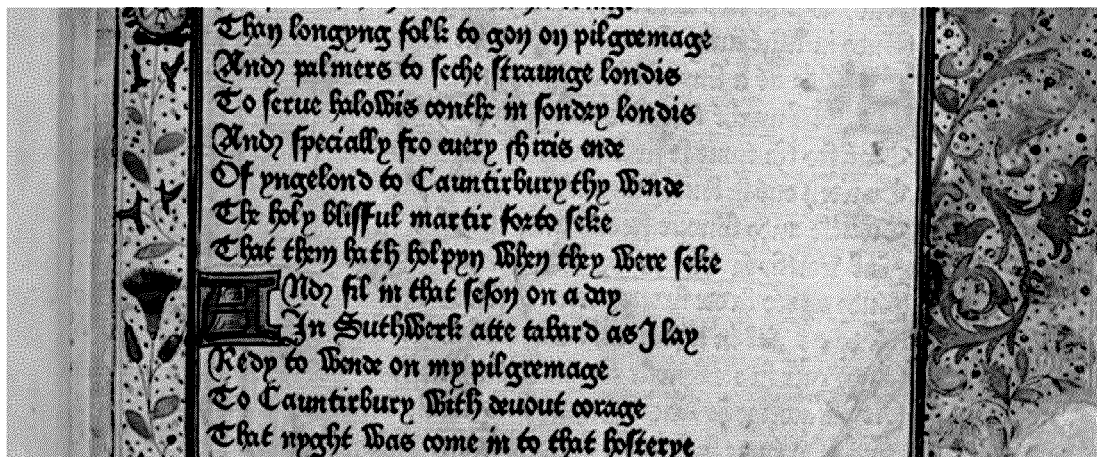 Than longyng folk to gon on pilgremage
And palmers to seche straunge londis
To serue halowis couthe in sondry londis
And specially fro euery shiris ende
Of yngelond to Cauntirbury thy wende
The holy blisful martir forto seke
That them hath holpyn when they were seke
And fil in that seson on a day
In Suthwerk atte tabard as I lay
Redy to wende on my pilgremage
To Cauntirbury with deuout corage
That nyght was come in to that hosterye